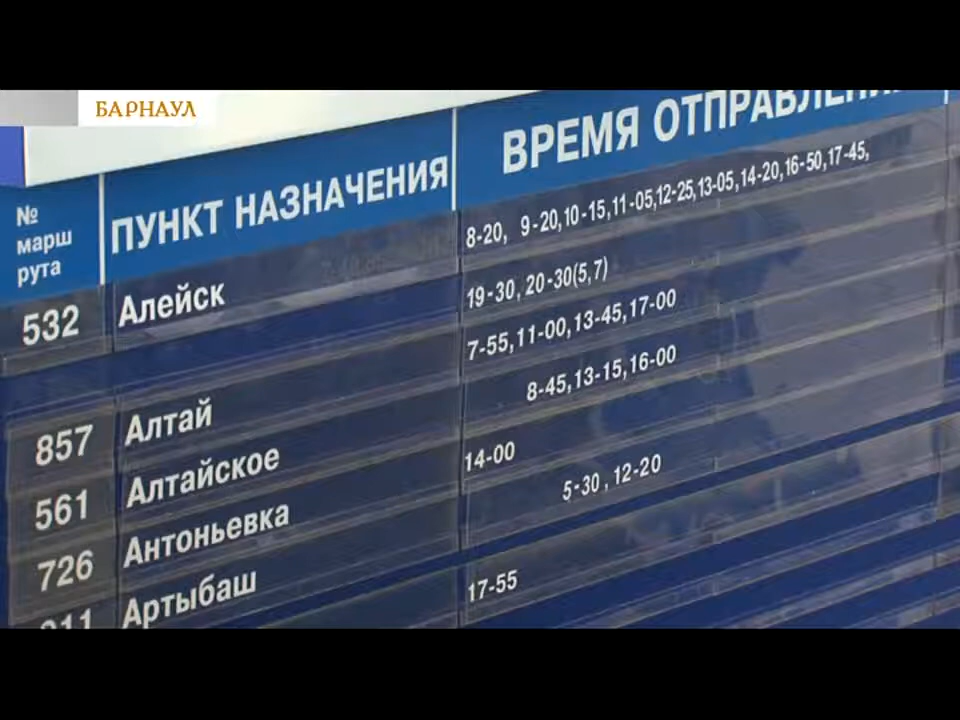 БАРНАУЛ
№ марш рута
ПУНКТ НАЗНАЧЕНИЯ
ВРЕМЯ ОТПРАВЛЕНИ
8-20, 9-20,10-15,11-05,12-25,13-05,14-20,16-50,17-45,
532 Алейск
19-30, 20-30(5,7)
7-55,11-00,13-45,17-00
857 Алтай
8-45,13-15,16-00
561 Алтайское
14-00
726 Антоньевка
5-30 , 12-20
Артыбаш
17-55